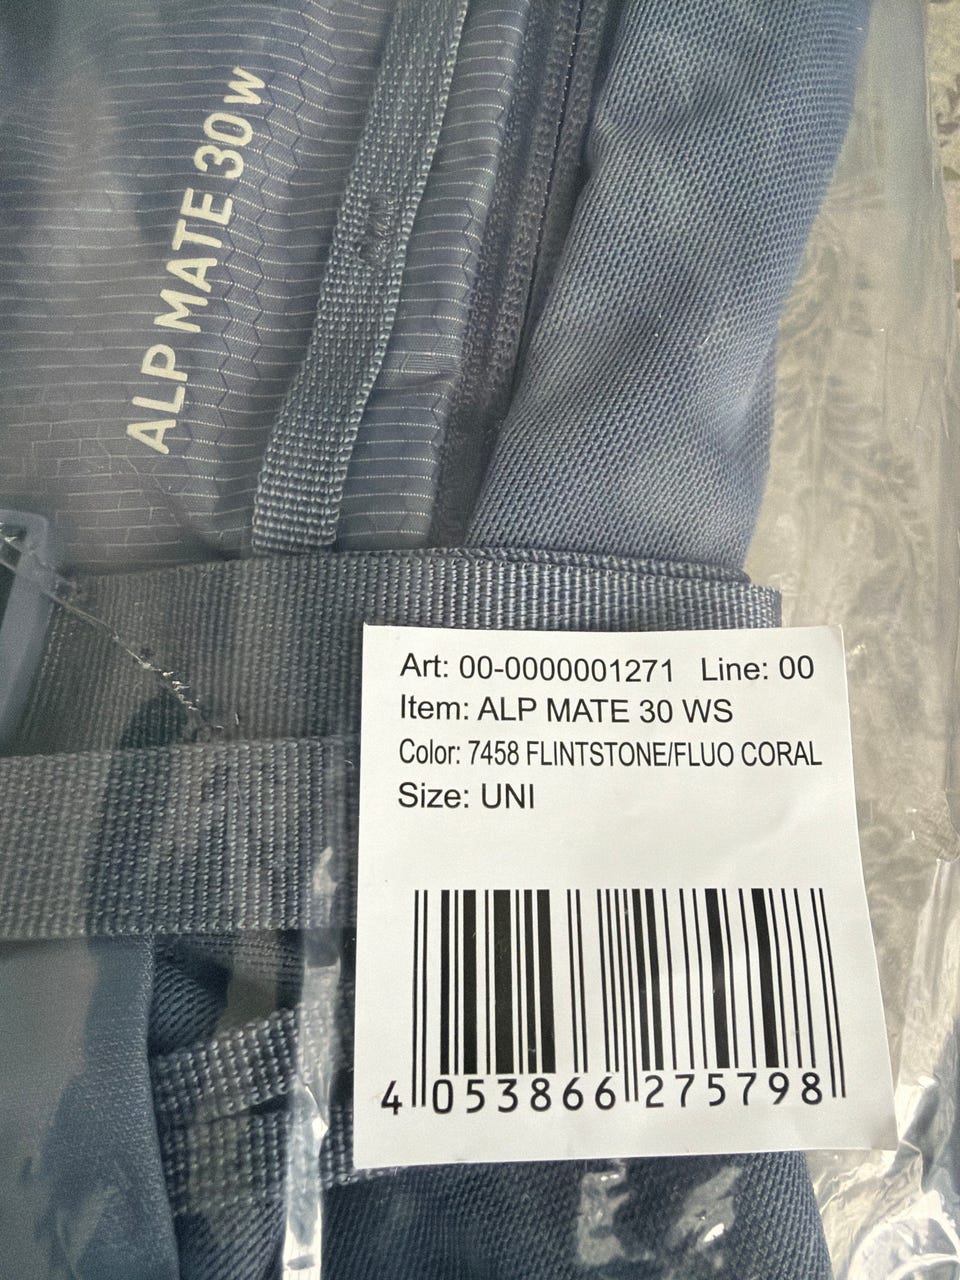 ALP MATE 30 W
Art: 00-0000001271 Line: 00
Item: ALP MATE 30 WS
Color: 7458 FLINTSTONE/FLUO CORAL
Size: UNI
4 053866 275798